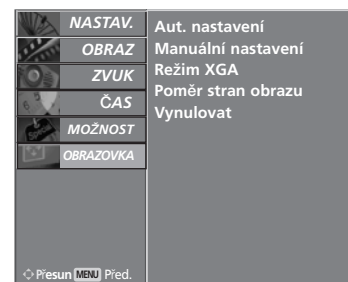 NASTAV.
OBRAZ
ZVUK
ČAS
MOŽNOST
OBRAZOVKA
Aut. nastavení
Manuální nastavení
Režim XGA
Poměr stran obrazu
Vynulovat
Přesun MENU Před.